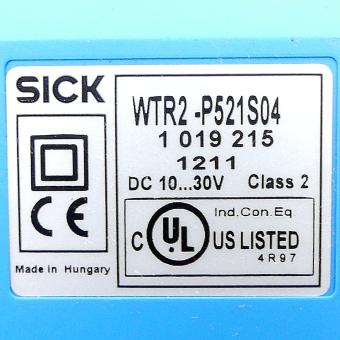 SICK
WTR2 -P521S04
1 019 215
1211
DC 10...30V Class 2
CE
Ind.Con.Eq.
C UL US LISTED
4R97
Made in Hungary